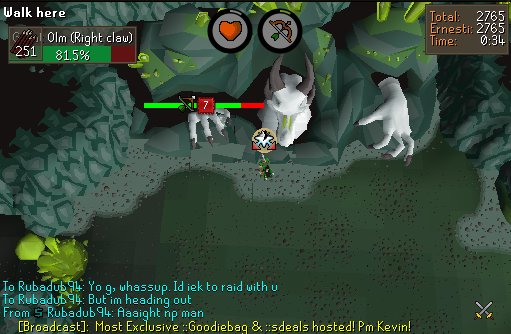 Walk here
Olm (Right claw)
251
81.5%
Total: 2765
Ernesti: 2765
Time: 0:34
7
To Rubadub94: Yo g, whassup. Id iek to raid with u
To Rubadub94: But im heading out
From S Rubadub94: Aaaight np man
[Broadcast]: Most Exclusive ::Goodiebag & ::sdeals hosted! Pm Kevin!